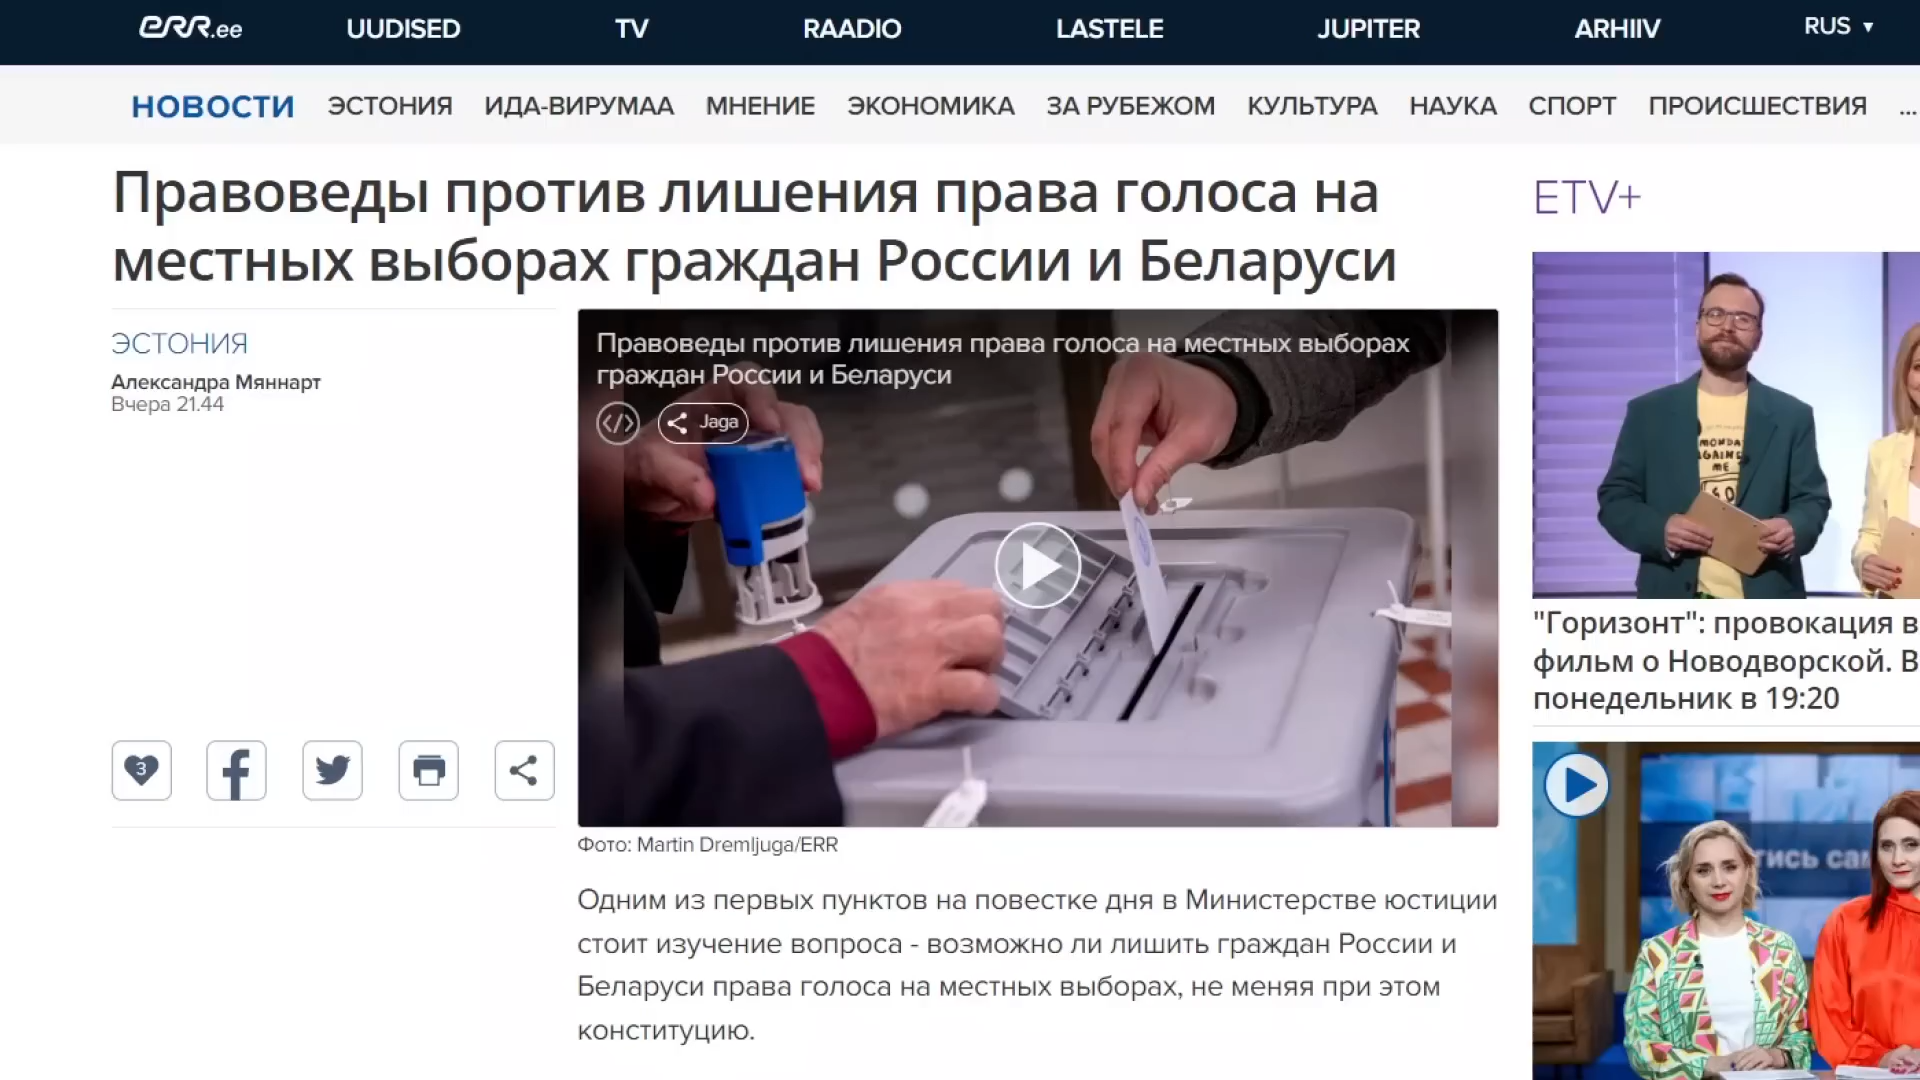 err.ee UUDISED TV RAADIO LASTELE JUPITER ARHIIV RUS
НОВОСТИ ЭСТОНИЯ ИДА-ВИРУМАА МНЕНИЕ ЭКОНОМИКА ЗА РУБЕЖОМ КУЛЬТУРА НАУКА СПОРТ ПРОИСШЕСТВИЯ ...
Правоведы против лишения права голоса на
местных выборах граждан России и Беларуси
ЭСТОНИЯ
Александра Мяннарт
Вчера 21.44
3
Правоведы против лишения права голоса на местных выборах
граждан России и Беларуси
Jaga
Фото: Martin Dremljuga/ERR
Одним из первых пунктов на повестке дня в Министерстве юстиции
стоит изучение вопроса - возможно ли лишить граждан России и
Беларуси права голоса на местных выборах, не меняя при этом
конституцию.
ETV+
MONDA
AGAINS
ME
"Горизонт": провокация в
фильм о Новодворской. В
понедельник в 19:20